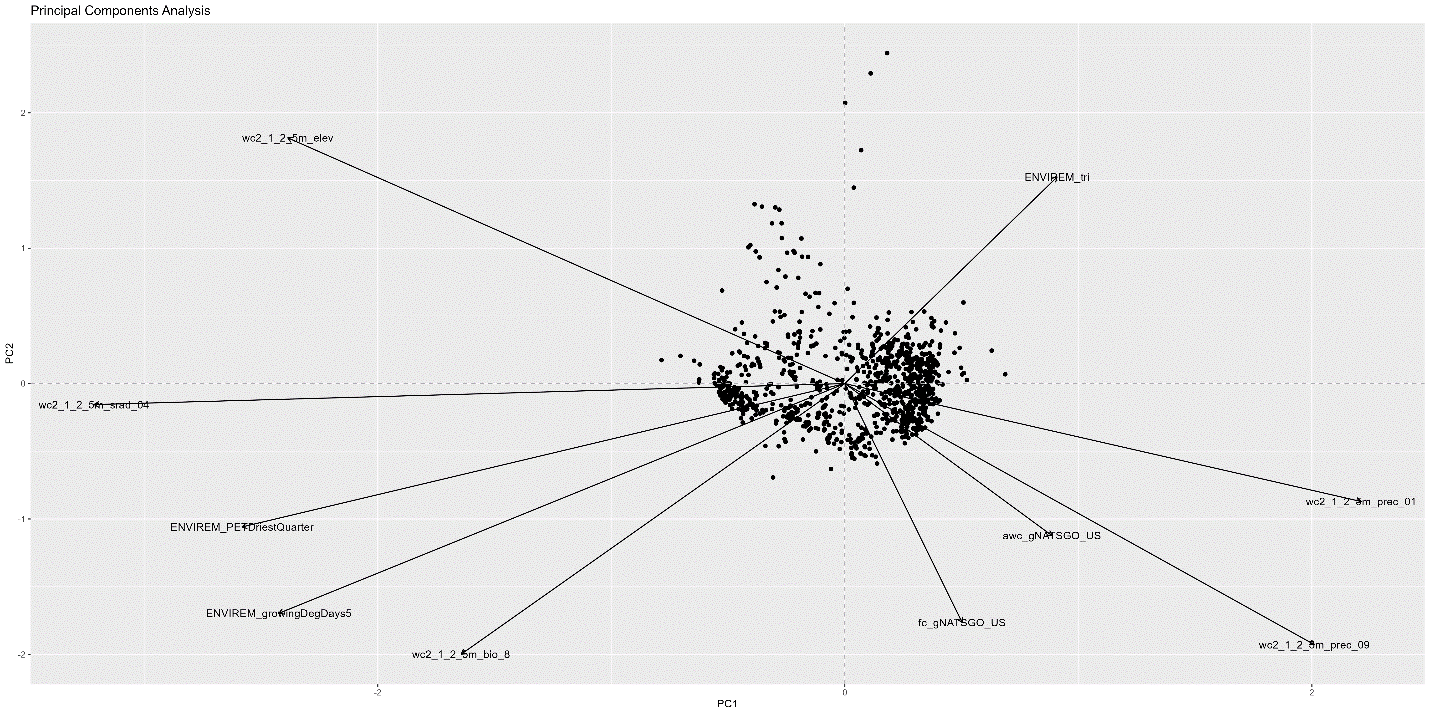 Principal Components Analysis
2
wc2_1_2_5m_elev
ENVIREM_tri
1
PC2
0
wc2_1_2_5m_srad_04
wc2_1_2_5m_prec_01
-1
ENVIREM_PETDriestQuarter
awc_gNATSGO_US
ENVIREM_growingDegDays5
fc_gNATSGO_US
wc2_1_2_5m_prec_09
-2
wc2_1_2_5m_bio_8
-2
0
2
PC1